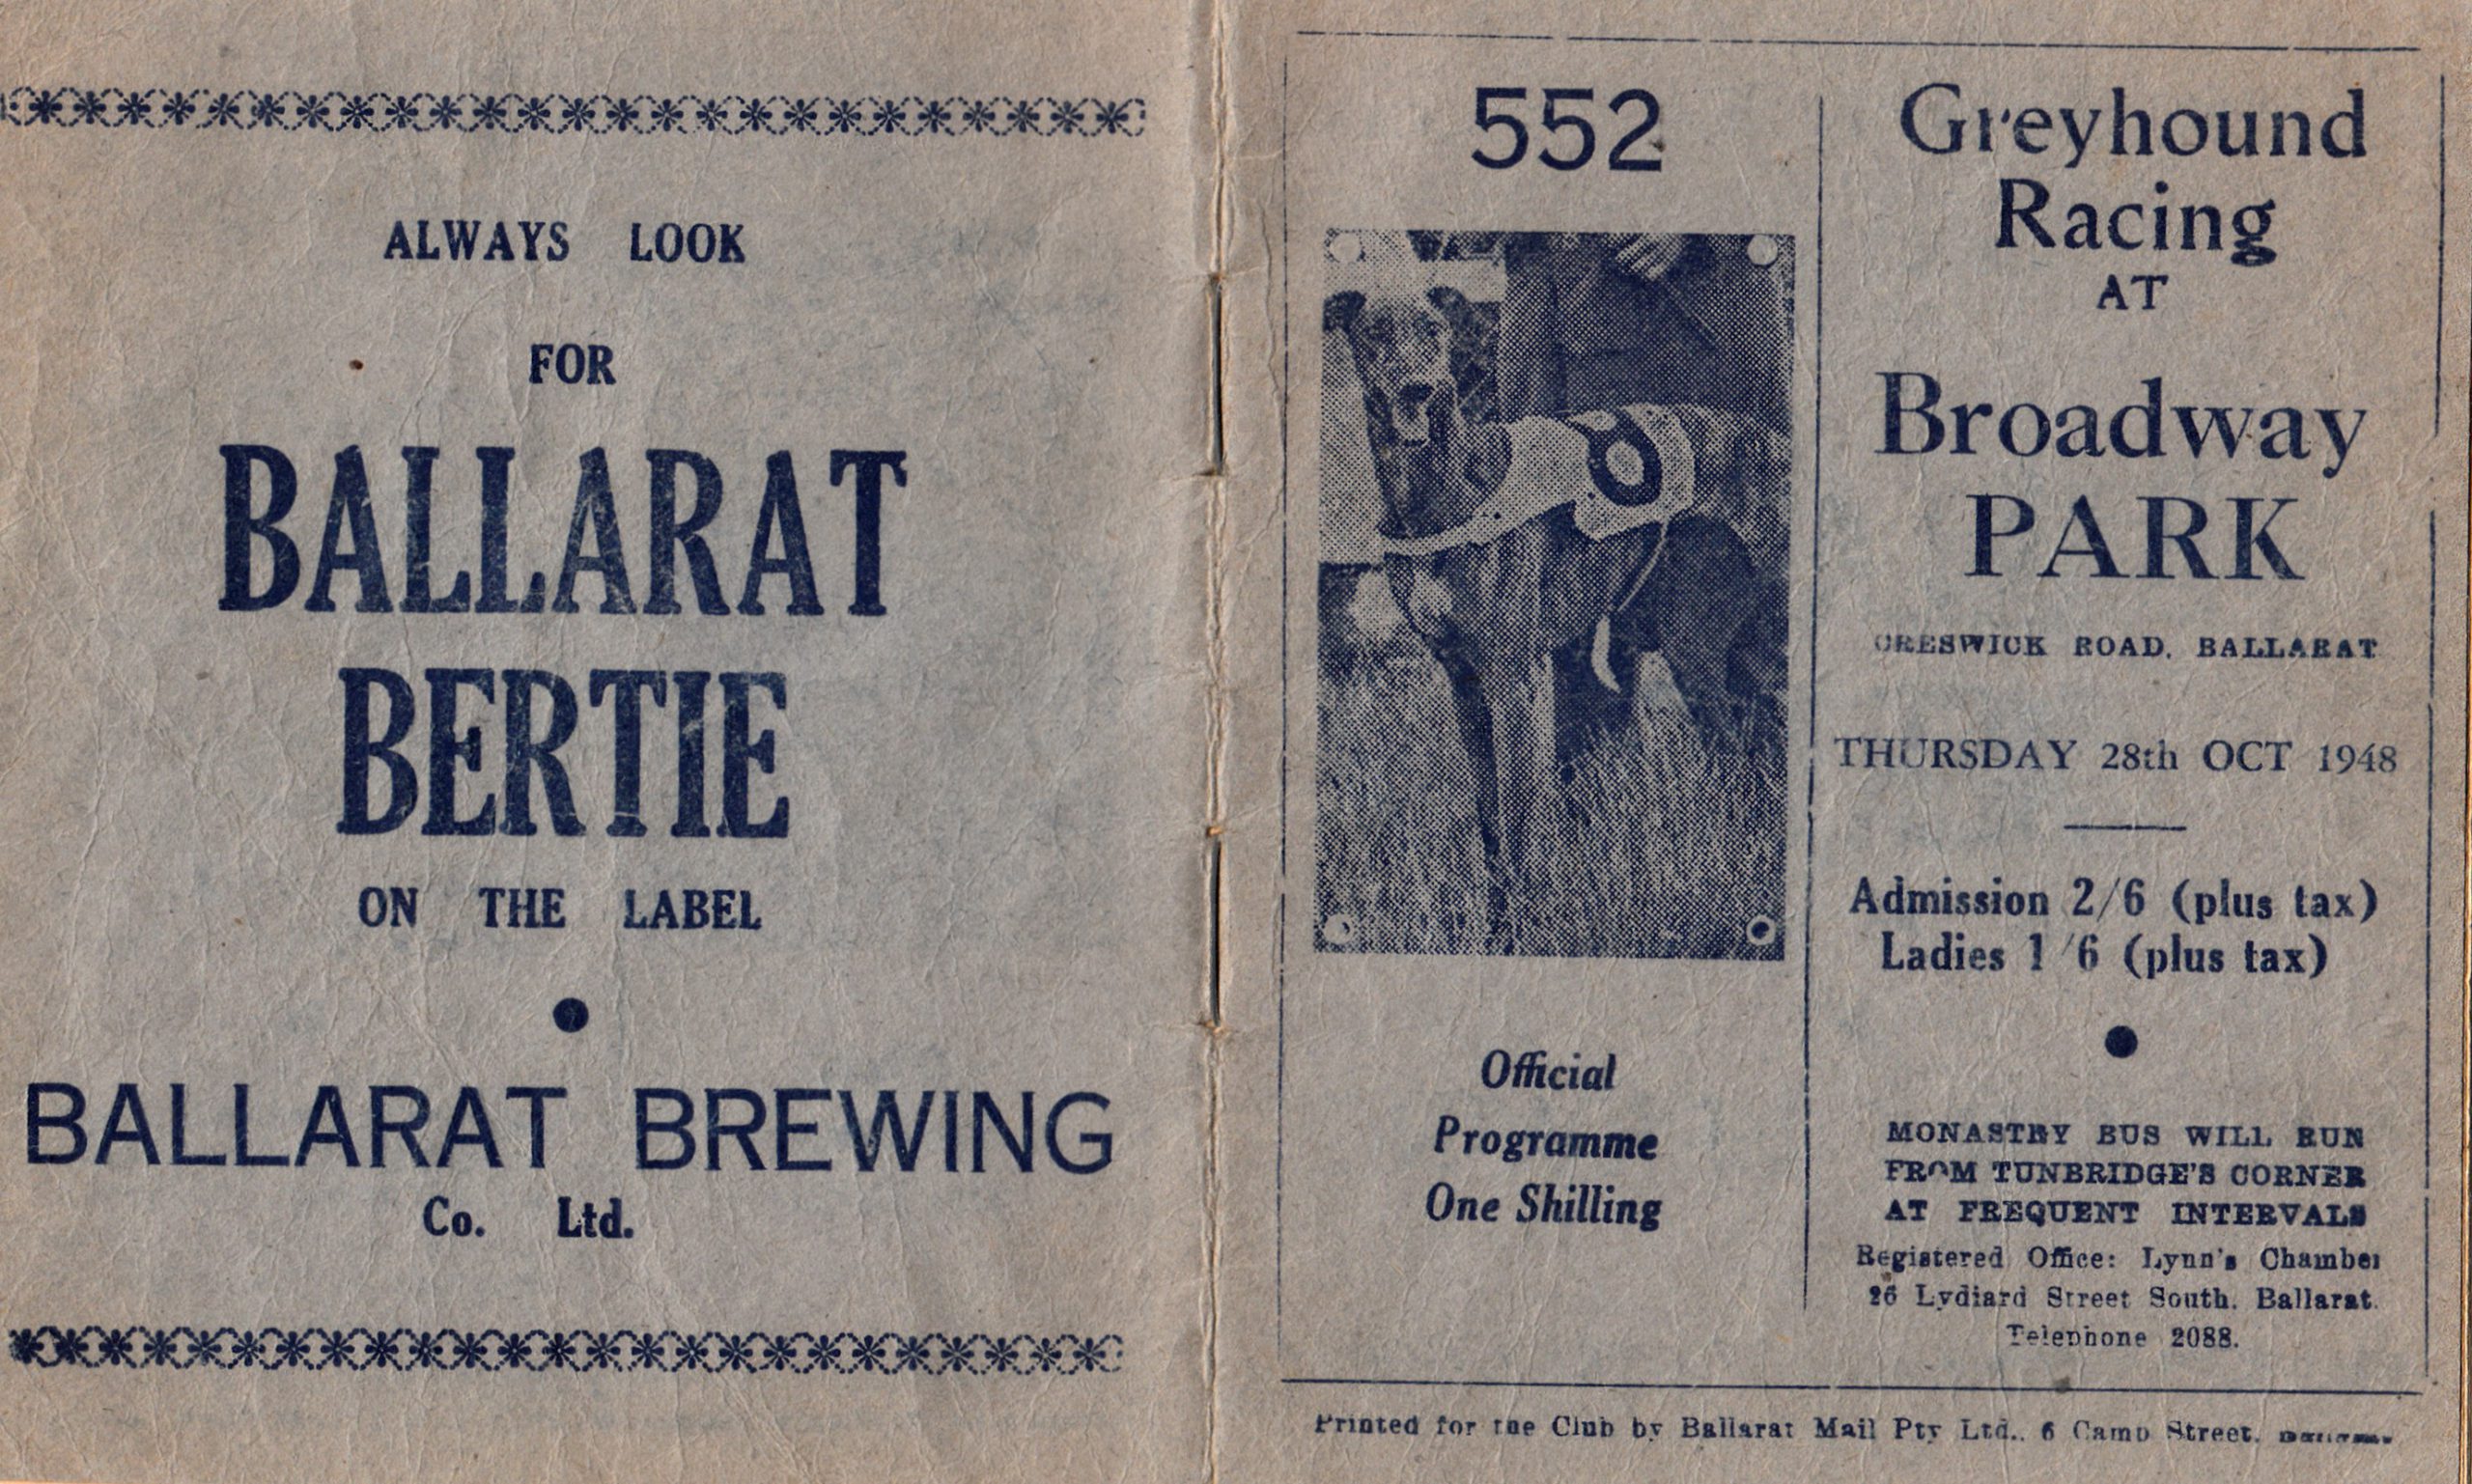 ALWAYS LOOK
FOR
BALLARAT
BERTIE
ON THE LABEL
BALLARAT BREWING
Co. Ltd.
552
Official
Programme
One Shilling
Greyhound
Racing
AT
Broadway
PARK
CRESWICK ROAD, BALLARAT
THURSDAY 28th OCT 1948
Admission 2/6 (plus tax)
Ladies 1/6 (plus tax)
MONASTRY BUS WILL RUN
FROM TUNBRIDGE'S CORNER
AT FREQUENT INTERVALS
Registered Office: Lynn's Chamber
26 Lydiard Street South. Ballarat.
Telephone 2088.
Printed for the Club by Ballarat Mail Pty Ltd., 6 Camp Street.